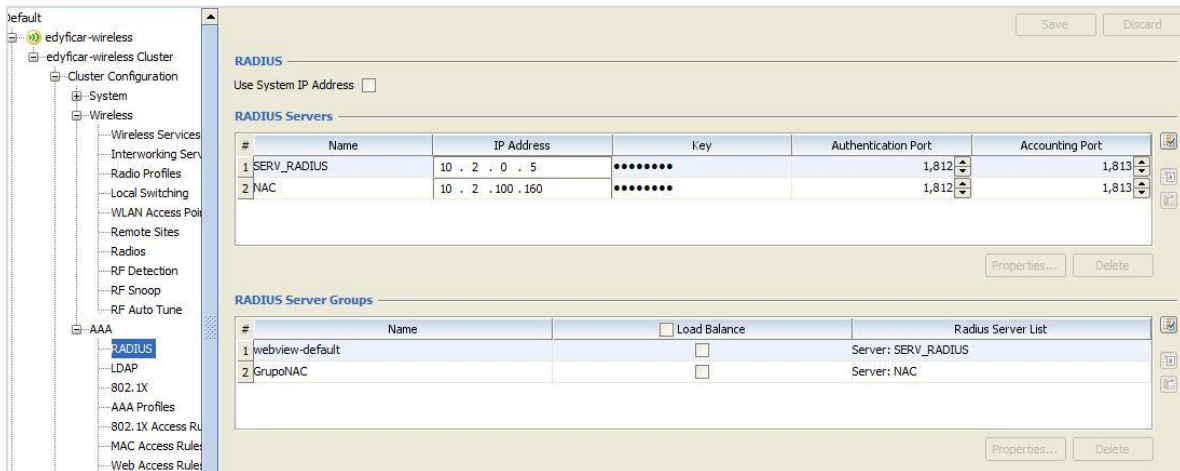 Default
edyficar-wireless
edyficar-wireless Cluster
Cluster Configuration
System
Wireless
Wireless Services
Interworking Serv
Radio Profiles
Local Switching
WLAN Access Poi
Remote Sites
Radios
RF Detection
RF Snoop
RF Auto Tune
AAA
RADIUS
LDAP
802.1X
AAA Profiles
802.1X Access Ru
MAC Access Rules
Web Access Rules
Save Discard
RADIUS
Use System IP Address
RADIUS Servers
# Name IP Address Key Authentication Port Accounting Port
1 SERV_RADIUS 10 . 2 . 0 . 5 •••••••• 1,812 1,813
2 NAC 10 . 2 .100 .160 •••••••• 1,812 1,813
Properties... Delete
RADIUS Server Groups
# Name Load Balance Radius Server List
1 webview-default Server: SERV_RADIUS
2 GrupoNAC Server: NAC
Properties... Delete